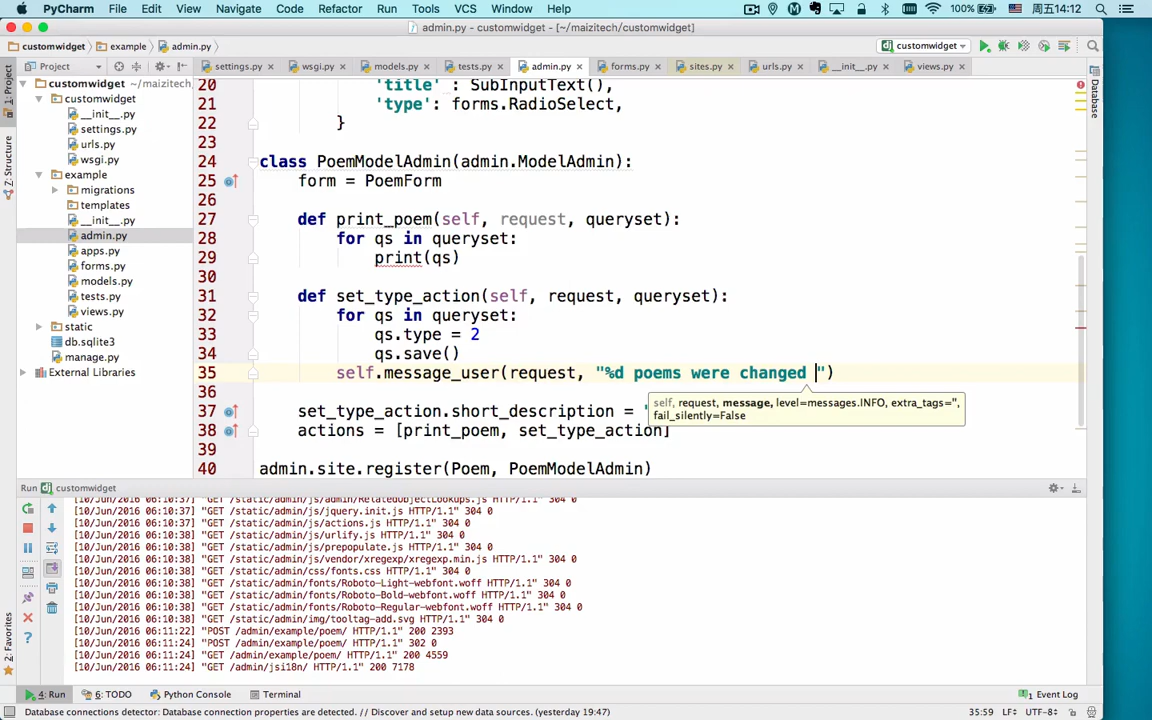 PyCharm File Edit View Navigate Code Refactor Run Tools VCS Window Help 100% 周五14:12
admin.py - customwidget - [~/maizitech/customwidget]
customwidget example admin.py customwidget
Project settings.py wsgi.py models.py tests.py admin.py forms.py sites.py urls.py __init__.py views.py
1: Project
Z: Structure
2: Favorites
Database
customwidget ~/maizitech/
customwidget
__init__.py
settings.py
urls.py
wsgi.py
example
migrations
templates
__init__.py
admin.py
apps.py
forms.py
models.py
tests.py
views.py
static
db.sqlite3
manage.py
External Libraries
20 'title' : SubInputText(),
21 'type': forms.RadioSelect,
22 }
23
24 class PoemModelAdmin(admin.ModelAdmin):
25 form = PoemForm
26
27 def print_poem(self, request, queryset):
28 for qs in queryset:
29 print(qs)
30
31 def set_type_action(self, request, queryset):
32 for qs in queryset:
33 qs.type = 2
34 qs.save()
35 self.message_user(request, "%d poems were changed ")
36
self, request, message, level=messages.INFO, extra_tags='',
fail_silently=False
37 set_type_action.short_description = '
38 actions = [print_poem, set_type_action]
39
40 admin.site.register(Poem, PoemModelAdmin)
Run customwidget
[10/Jun/2016 06:10:37] "GET /static/admin/js/admin/RelatedObjectLookups.js HTTP/1.1" 304 0
[10/Jun/2016 06:10:37] "GET /static/admin/js/jquery.init.js HTTP/1.1" 304 0
[10/Jun/2016 06:10:37] "GET /static/admin/js/actions.js HTTP/1.1" 304 0
[10/Jun/2016 06:10:38] "GET /static/admin/js/urlify.js HTTP/1.1" 304 0
[10/Jun/2016 06:10:38] "GET /static/admin/js/prepopulate.js HTTP/1.1" 304 0
[10/Jun/2016 06:10:38] "GET /static/admin/js/vendor/xregexp/xregexp.min.js HTTP/1.1" 304 0
[10/Jun/2016 06:10:38] "GET /static/admin/css/fonts.css HTTP/1.1" 304 0
[10/Jun/2016 06:10:38] "GET /static/admin/fonts/Roboto-Light-webfont.woff HTTP/1.1" 304 0
[10/Jun/2016 06:10:38] "GET /static/admin/fonts/Roboto-Bold-webfont.woff HTTP/1.1" 304 0
[10/Jun/2016 06:10:38] "GET /static/admin/fonts/Roboto-Regular-webfont.woff HTTP/1.1" 304 0
[10/Jun/2016 06:10:38] "GET /static/admin/img/tooltag-add.svg HTTP/1.1" 304 0
[10/Jun/2016 06:11:22] "POST /admin/example/poem/ HTTP/1.1" 200 2393
[10/Jun/2016 06:11:24] "POST /admin/example/poem/ HTTP/1.1" 302 0
[10/Jun/2016 06:11:24] "GET /admin/example/poem/ HTTP/1.1" 200 4559
[10/Jun/2016 06:11:24] "GET /admin/jsi18n/ HTTP/1.1" 200 7178
4: Run 6: TODO Python Console Terminal 1 Event Log
Database connections detector: Database connection properties are detected. // Discover and setup new data sources. (yesterday 19:47) 35:59 LF÷ UTF-8÷